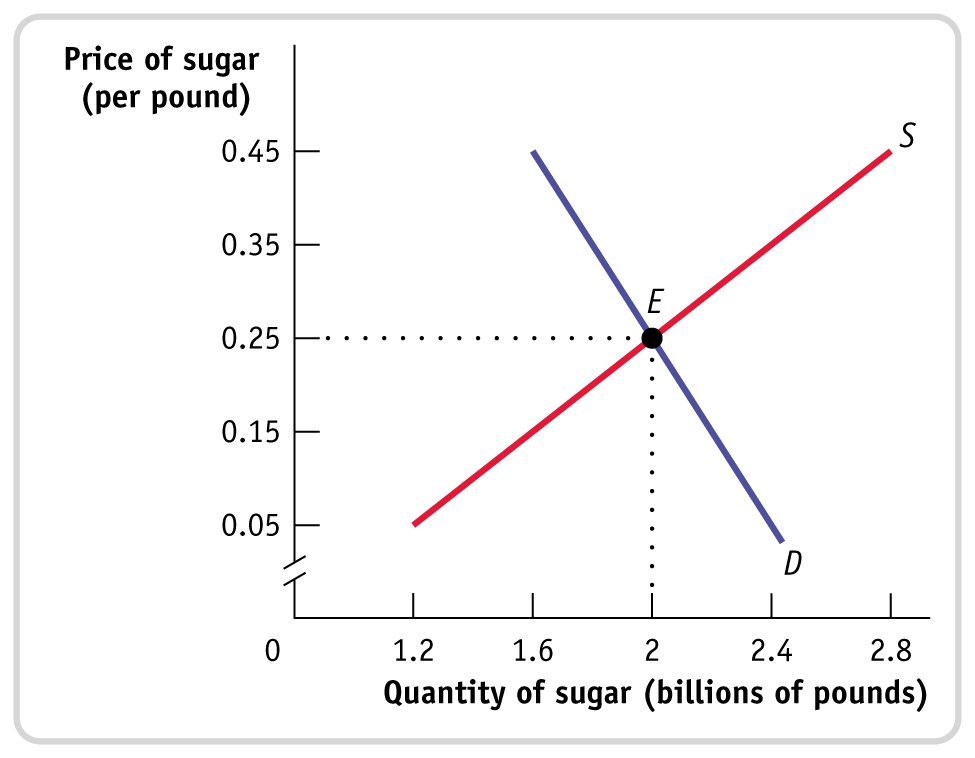 Price of sugar
(per pound)
0.45
S
0.35
E
0.25
0.15
0.05
D
0 1.2 1.6 2 2.4 2.8
Quantity of sugar (billions of pounds)